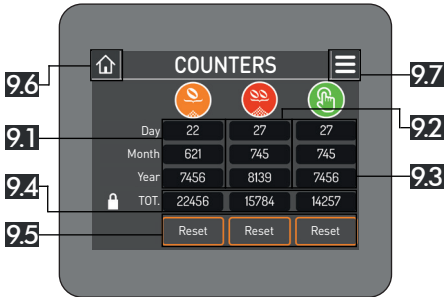 COUNTERS
9.6
9.7
9.1
9.2
Day 22 27 27
Month 621 745 745
Year 7456 8139 7456
9.3
9.4
TOT. 22456 15784 14257
9.5
Reset Reset Reset